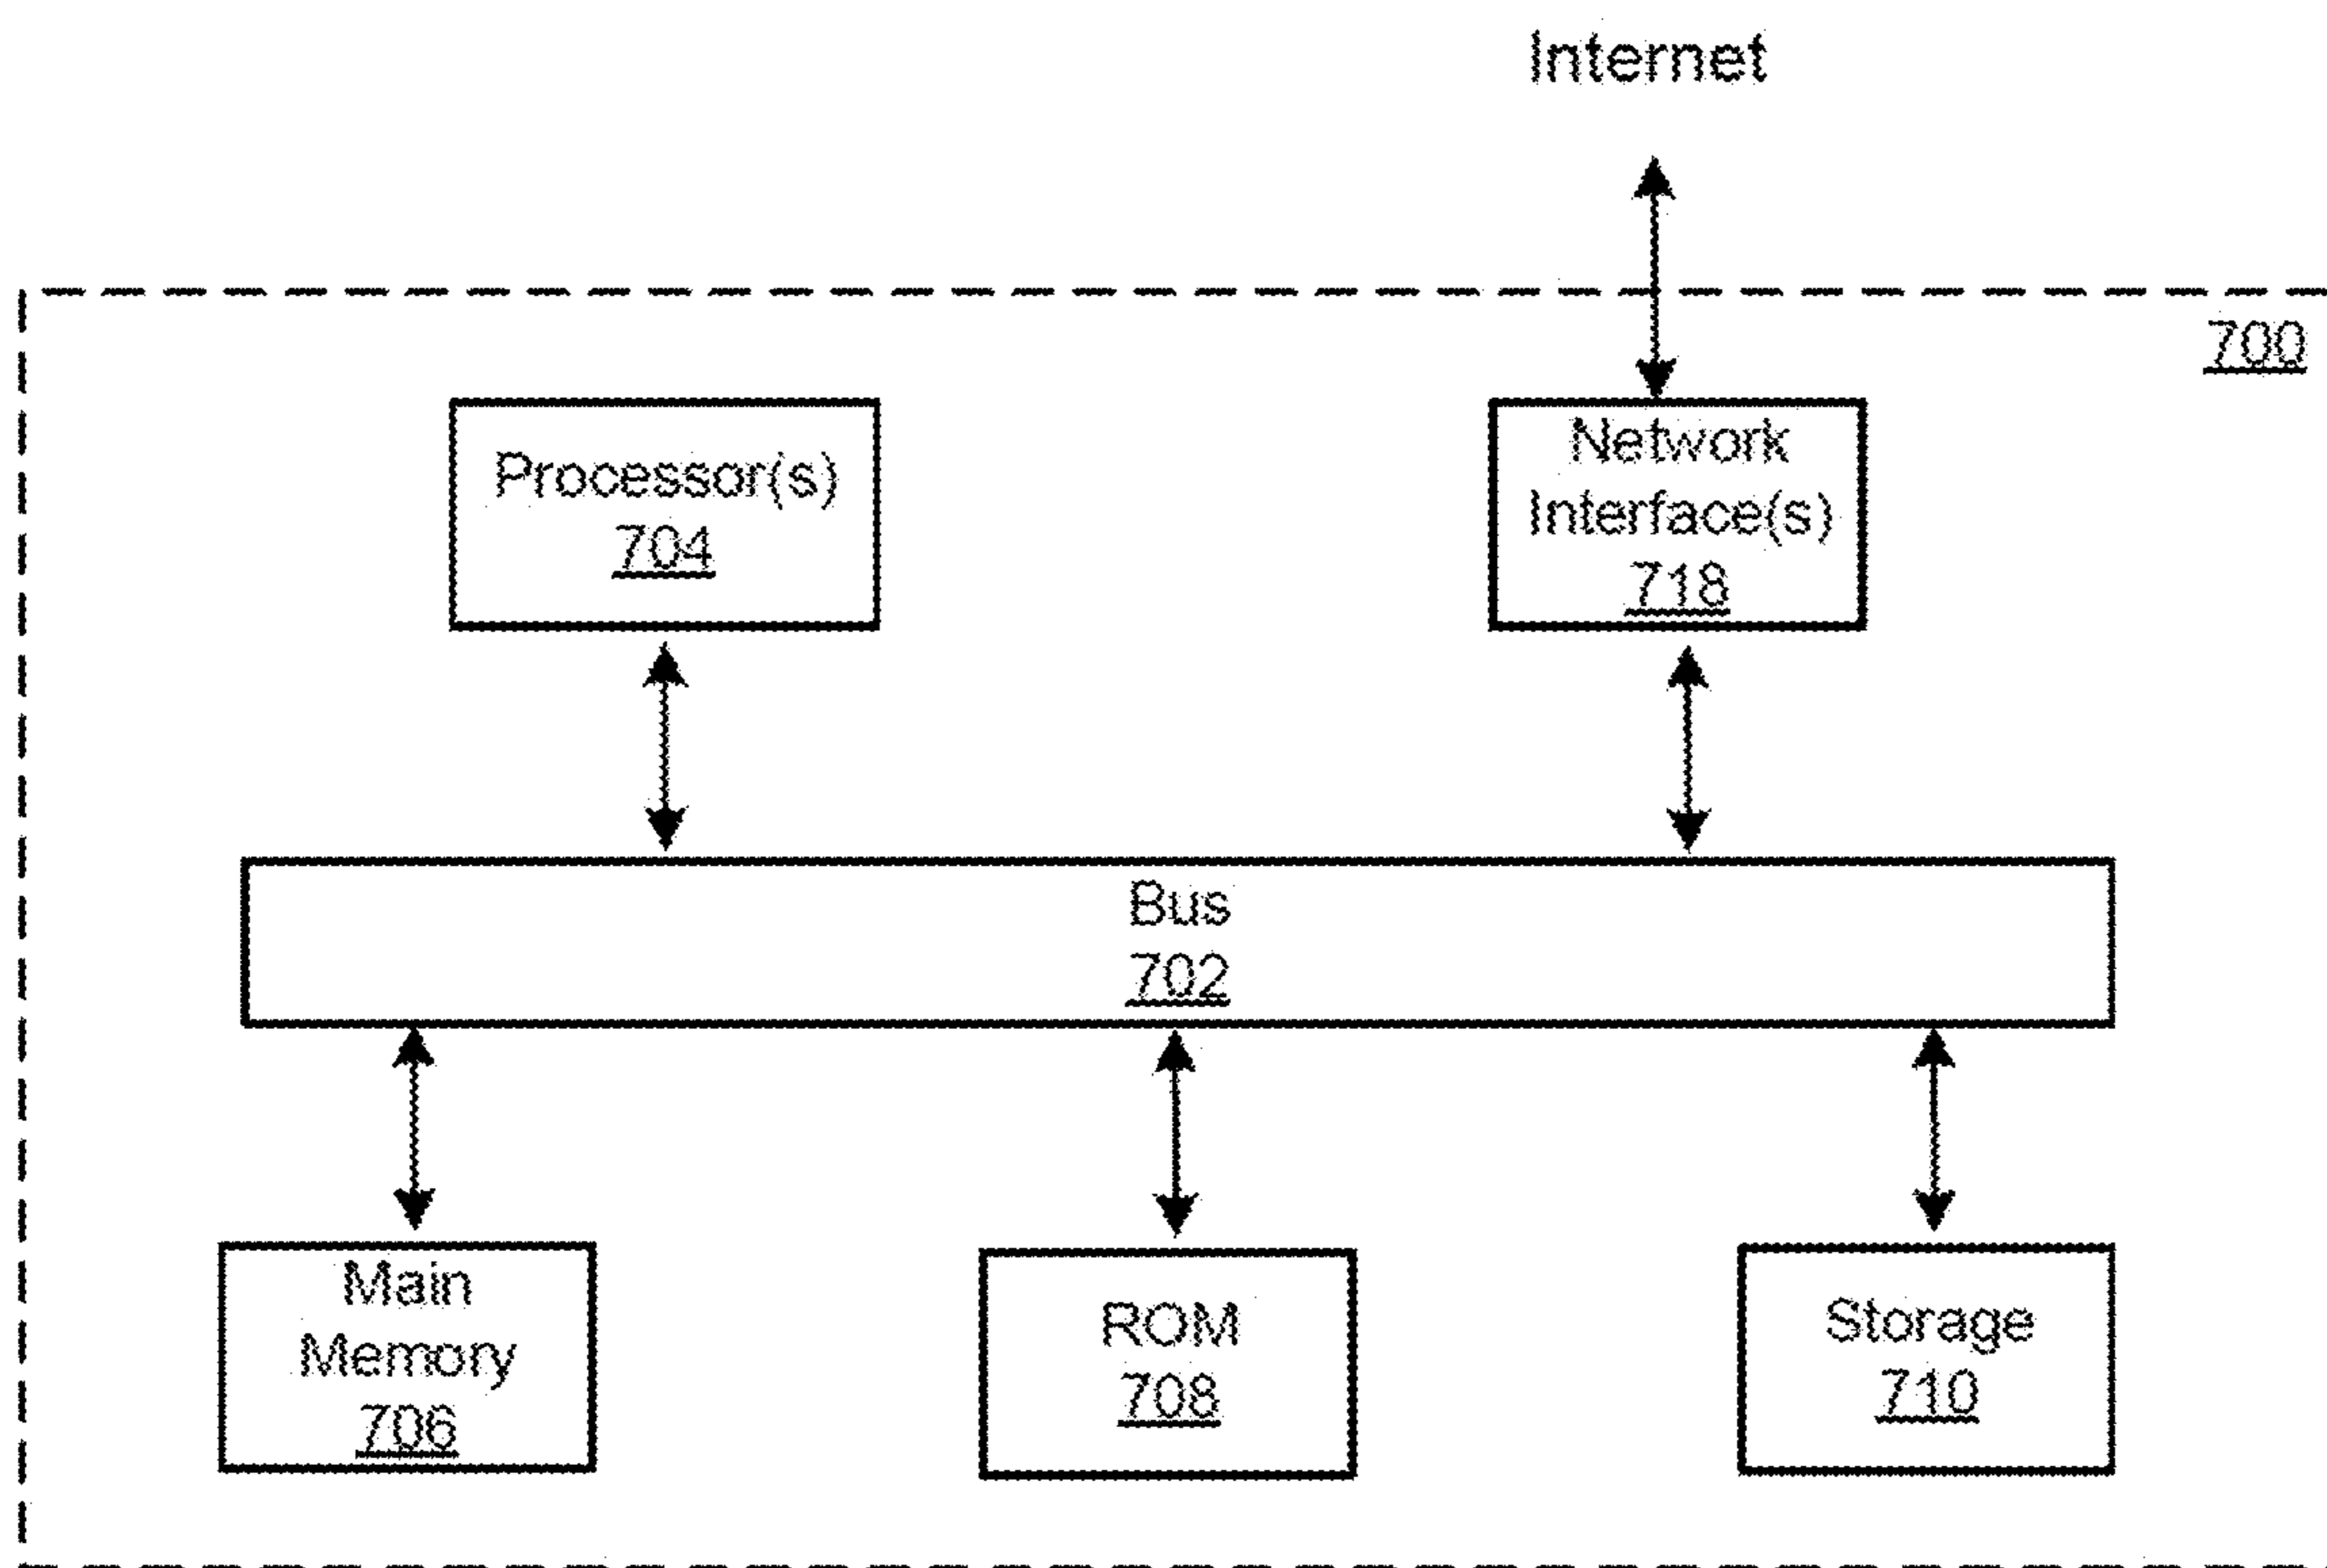 Internet
700
Processor(s)
704
Network
Interface(s)
718
Bus
702
Main
Memory
706
ROM
708
Storage
710